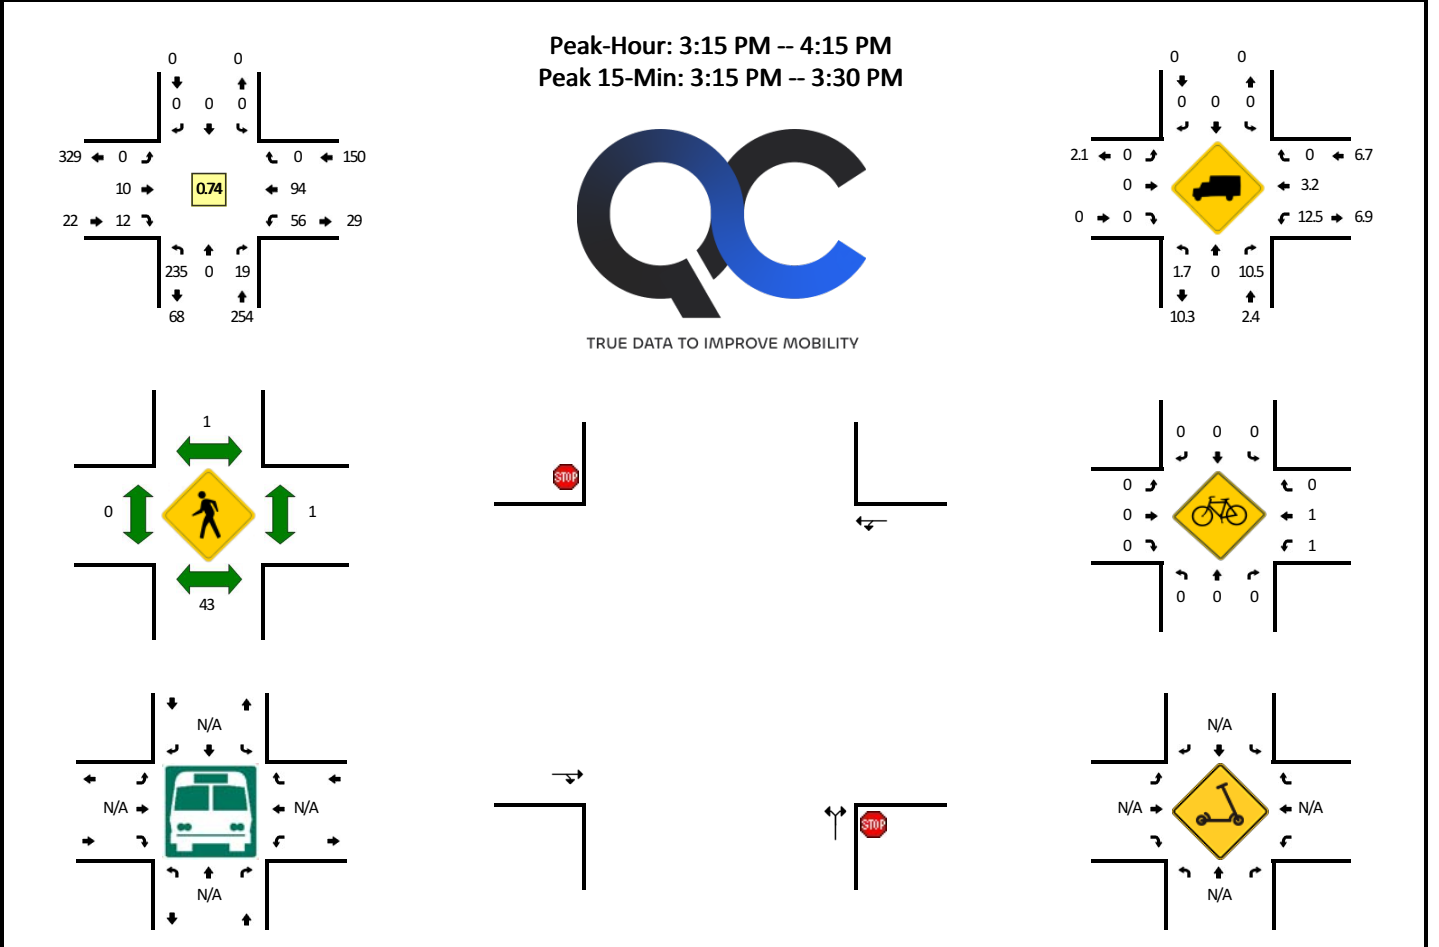 Peak-Hour: 3:15 PM -- 4:15 PM
Peak 15-Min: 3:15 PM -- 3:30 PM
0 0
0 0 0
329 0 0 150
10 0.74 94
22 12 56 29
235 0 19
68 254
TRUE DATA TO IMPROVE MOBILITY
0 0
0 0 0
2.1 0 0 6.7
0 3.2
0 0 12.5 6.9
1.7 0 10.5
10.3 2.4
1
0 1
43
STOP
STOP
0 0 0
0 0
0 1
0 1
0 0 0
N/A
N/A N/A
N/A
N/A
N/A N/A
N/A